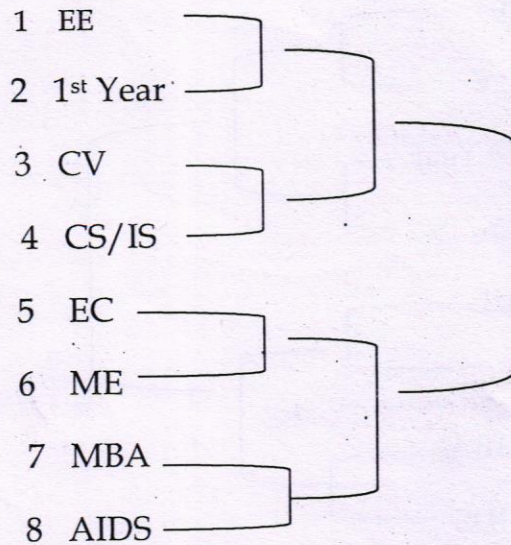 1 EE
2 1st Year
3 CV
4 CS/IS
5 EC
6 ME
7 MBA
8 AIDS